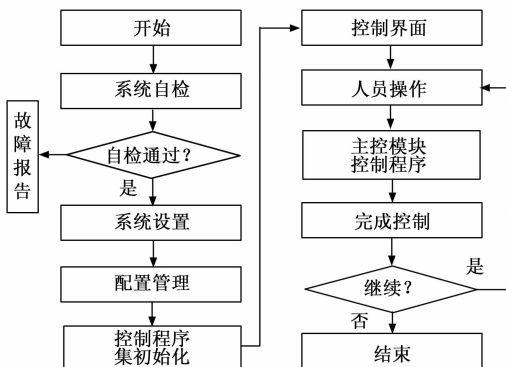 开始
系统自检
故障报告
自检通过?
是
系统设置
配置管理
控制程序
集初始化
控制界面
人员操作
主控模块
控制程序
完成控制
继续?
是
否
结束